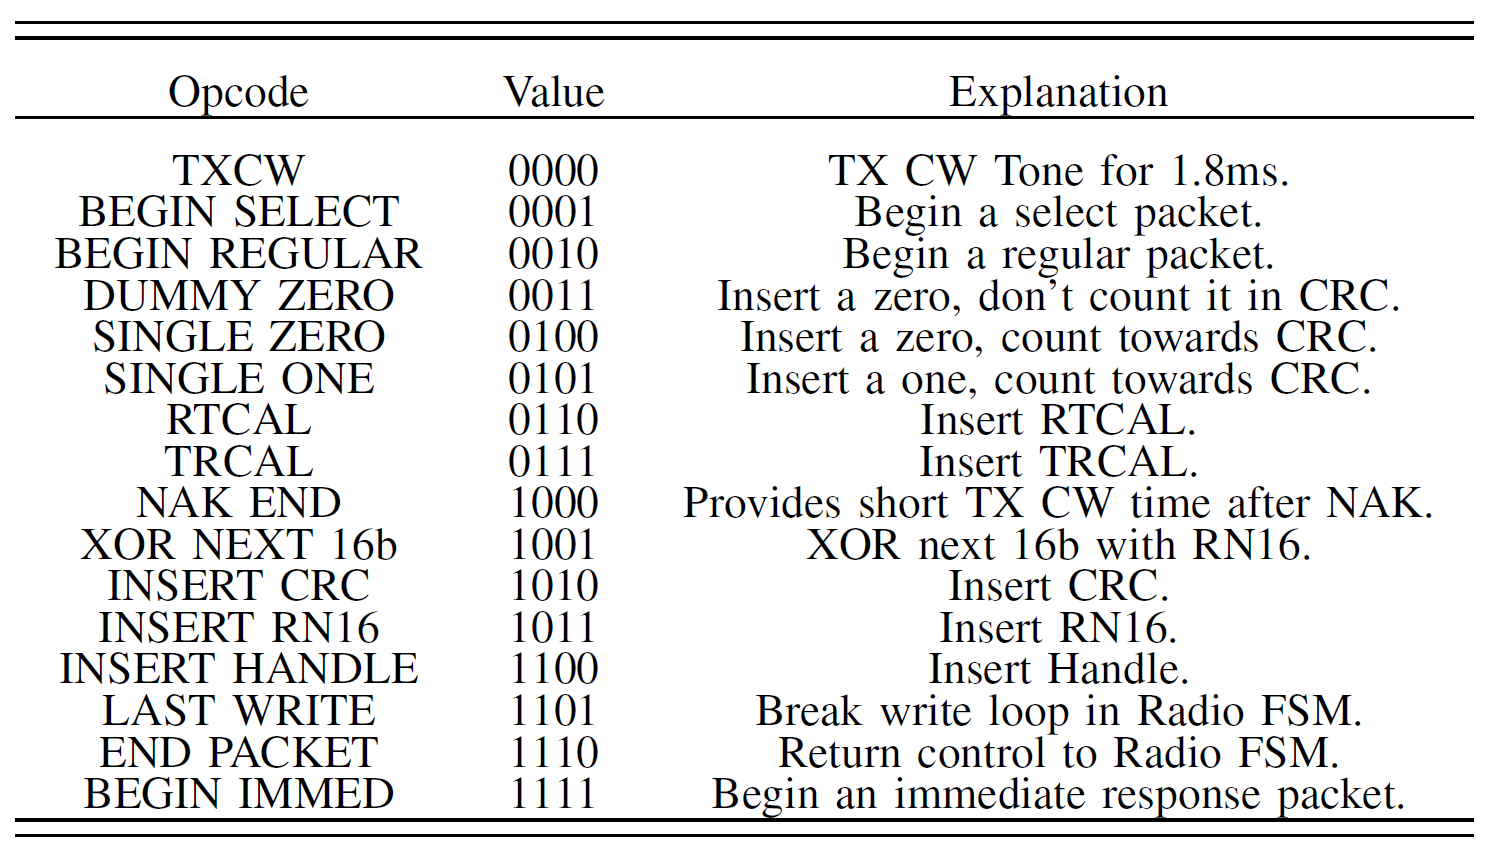 Opcode Value Explanation
TXCW 0000 TX CW Tone for 1.8ms.
BEGIN SELECT 0001 Begin a select packet.
BEGIN REGULAR 0010 Begin a regular packet.
DUMMY ZERO 0011 Insert a zero, don't count it in CRC.
SINGLE ZERO 0100 Insert a zero, count towards CRC.
SINGLE ONE 0101 Insert a one, count towards CRC.
RTCAL 0110 Insert RTCAL.
TRCAL 0111 Insert TRCAL.
NAK END 1000 Provides short TX CW time after NAK.
XOR NEXT 16b 1001 XOR next 16b with RN16.
INSERT CRC 1010 Insert CRC.
INSERT RN16 1011 Insert RN16.
INSERT HANDLE 1100 Insert Handle.
LAST WRITE 1101 Break write loop in Radio FSM.
END PACKET 1110 Return control to Radio FSM.
BEGIN IMMED 1111 Begin an immediate response packet.